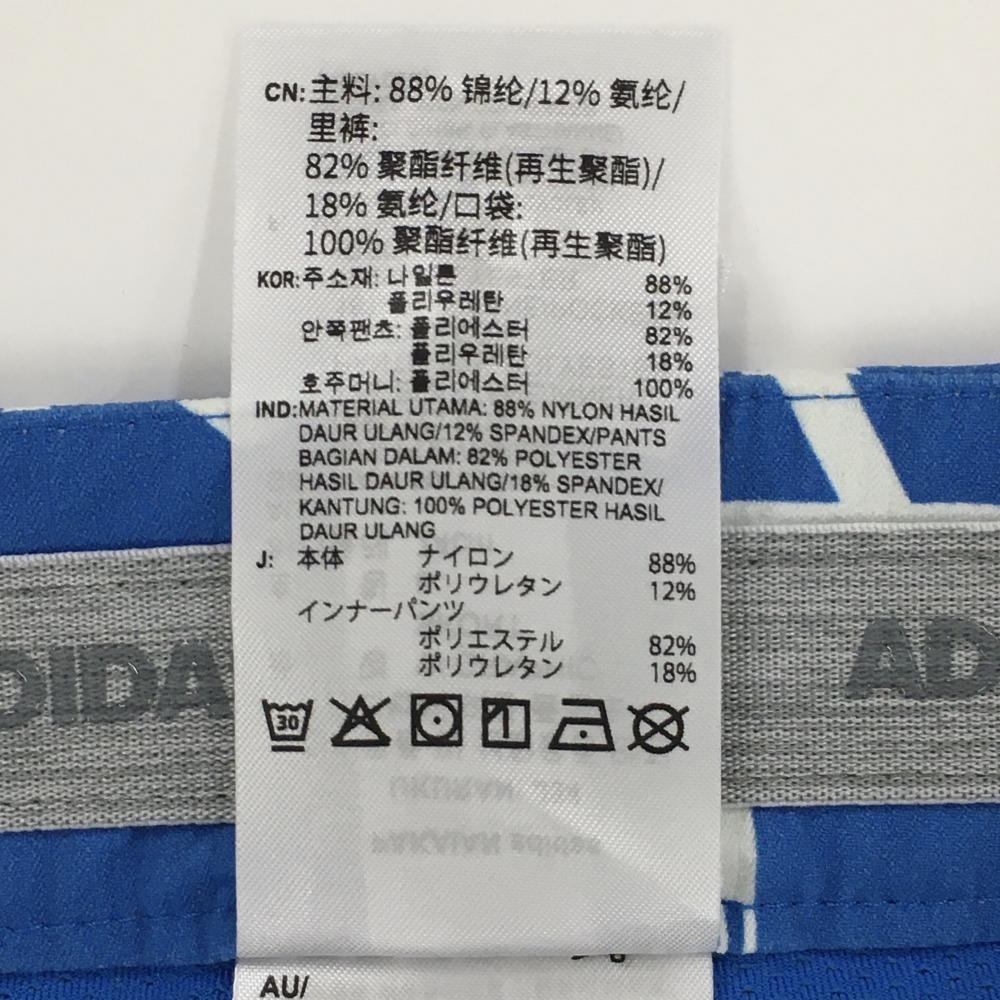 CN:主料: 88% 锦纶/12% 氨纶/
里裤:
82% 聚酯纤维(再生聚酯)/
18% 氨纶/口袋:
100% 聚酯纤维(再生聚酯)
KOR:주소재: 나일론 88%
폴리우레탄 12%
안쪽팬츠: 폴리에스터 82%
폴리우레탄 18%
호주머니: 폴리에스터 100%
IND:MATERIAL UTAMA: 88% NYLON HASIL
DAUR ULANG/12% SPANDEX/PANTS
BAGIAN DALAM: 82% POLYESTER
HASIL DAUR ULANG/18% SPANDEX/
KANTUNG: 100% POLYESTER HASIL
DAUR ULANG
J: 本体 ナイロン 88%
ポリウレタン 12%
インナーパンツ
ポリエステル 82%
ポリウレタン 18%
30
DIDA
AD
AU/